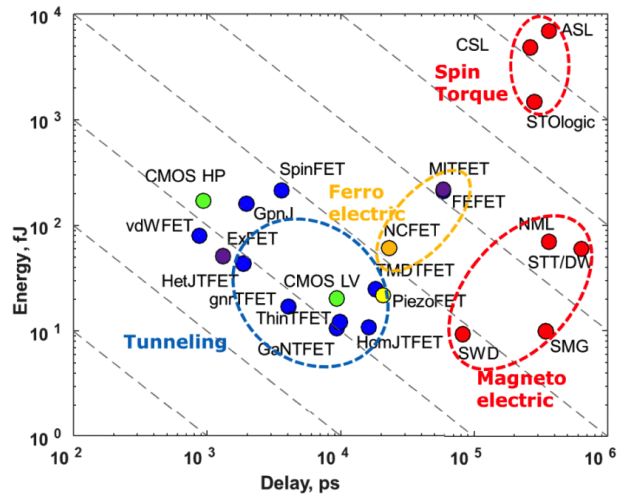 10^4
ASL
CSL
Spin
Torque
10^3
STOlogic
SpinFET
MITFET
CMOS HP
Ferro
electric
FEFET
GpnJ
NML
10^2
vdWFET
ExFET
NCFET
STT/DW
HetJTFET
CMOS LV
TMDTFET
gnrTFET
PiezoFET
ThinTFET
Tunneling
GaNTFET
HomJTFET
SWD
SMG
10^1
Magneto
electric
10^0
Energy, fJ
10^2
10^3
10^4
10^5
10^6
Delay, ps